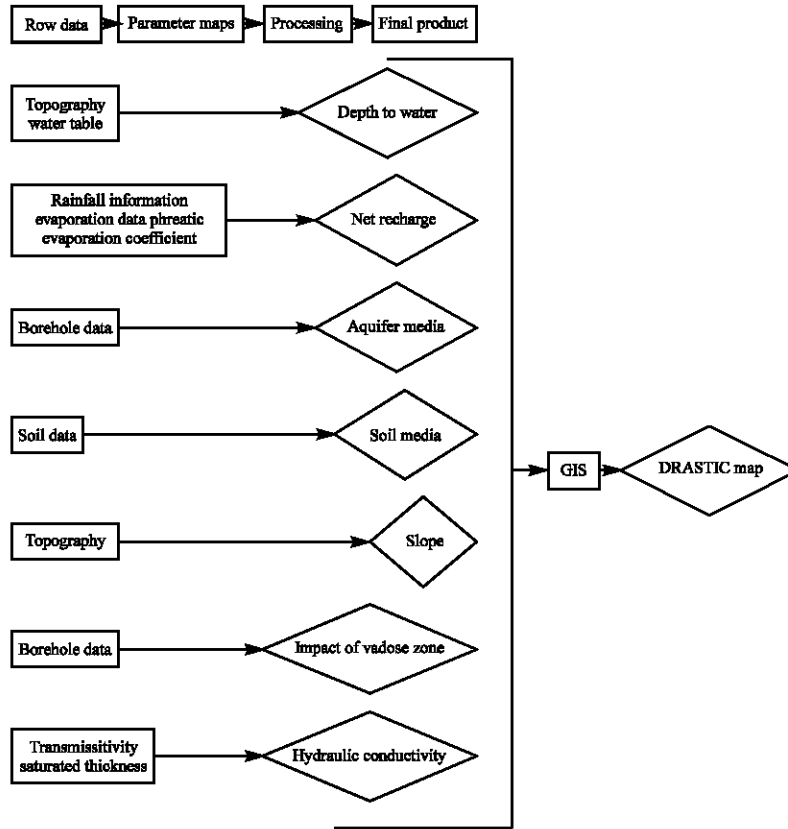 Row data
Parameter maps
Processing
Final product
Topography
water table
Depth to water
Rainfall information
evaporation data phreatic
evaporation coefficient
Net recharge
Borehole data
Aquifer media
Soil data
Soil media
GIS
DRASTIC map
Topography
Slope
Borehole data
Impact of vadose zone
Transmissitivity
saturated thickness
Hydraulic conductivity